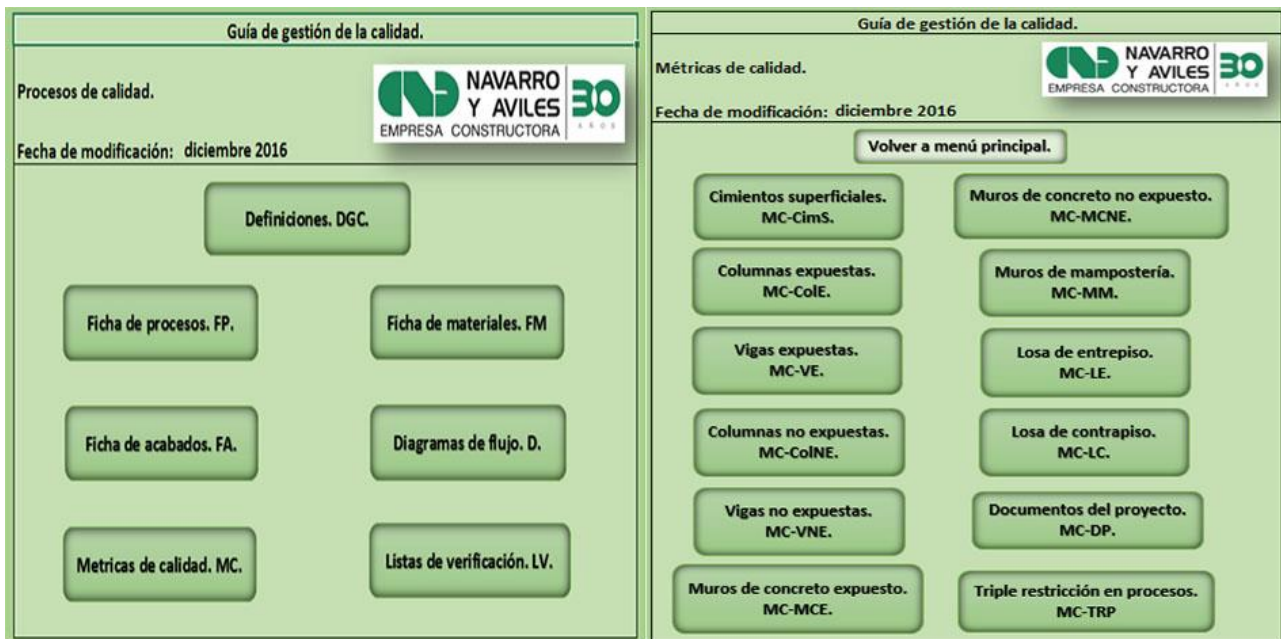 Guía de gestión de la calidad.
Procesos de calidad.
NAVARRO
Y AVILES
EMPRESA CONSTRUCTORA
30
AÑOS
Fecha de modificación: diciembre 2016
Definiciones. DGC.
Ficha de procesos. FP.
Ficha de materiales. FM
Ficha de acabados. FA.
Diagramas de flujo. D.
Metricas de calidad. MC.
Listas de verificación. LV.
Guía de gestión de la calidad.
Métricas de calidad.
NAVARRO
Y AVILES
EMPRESA CONSTRUCTORA
30
AÑOS
Fecha de modificación: diciembre 2016
Volver a menú principal.
Cimientos superficiales.
MC-CimS.
Muros de concreto no expuesto.
MC-MCNE.
Columnas expuestas.
MC-ColE.
Muros de mampostería.
MC-MM.
Vigas expuestas.
MC-VE.
Losa de entrepiso.
MC-LE.
Columnas no expuestas.
MC-ColNE.
Losa de contrapiso.
MC-LC.
Vigas no expuestas.
MC-VNE.
Documentos del proyecto.
MC-DP.
Muros de concreto expuesto.
MC-MCE.
Triple restricción en procesos.
MC-TRP